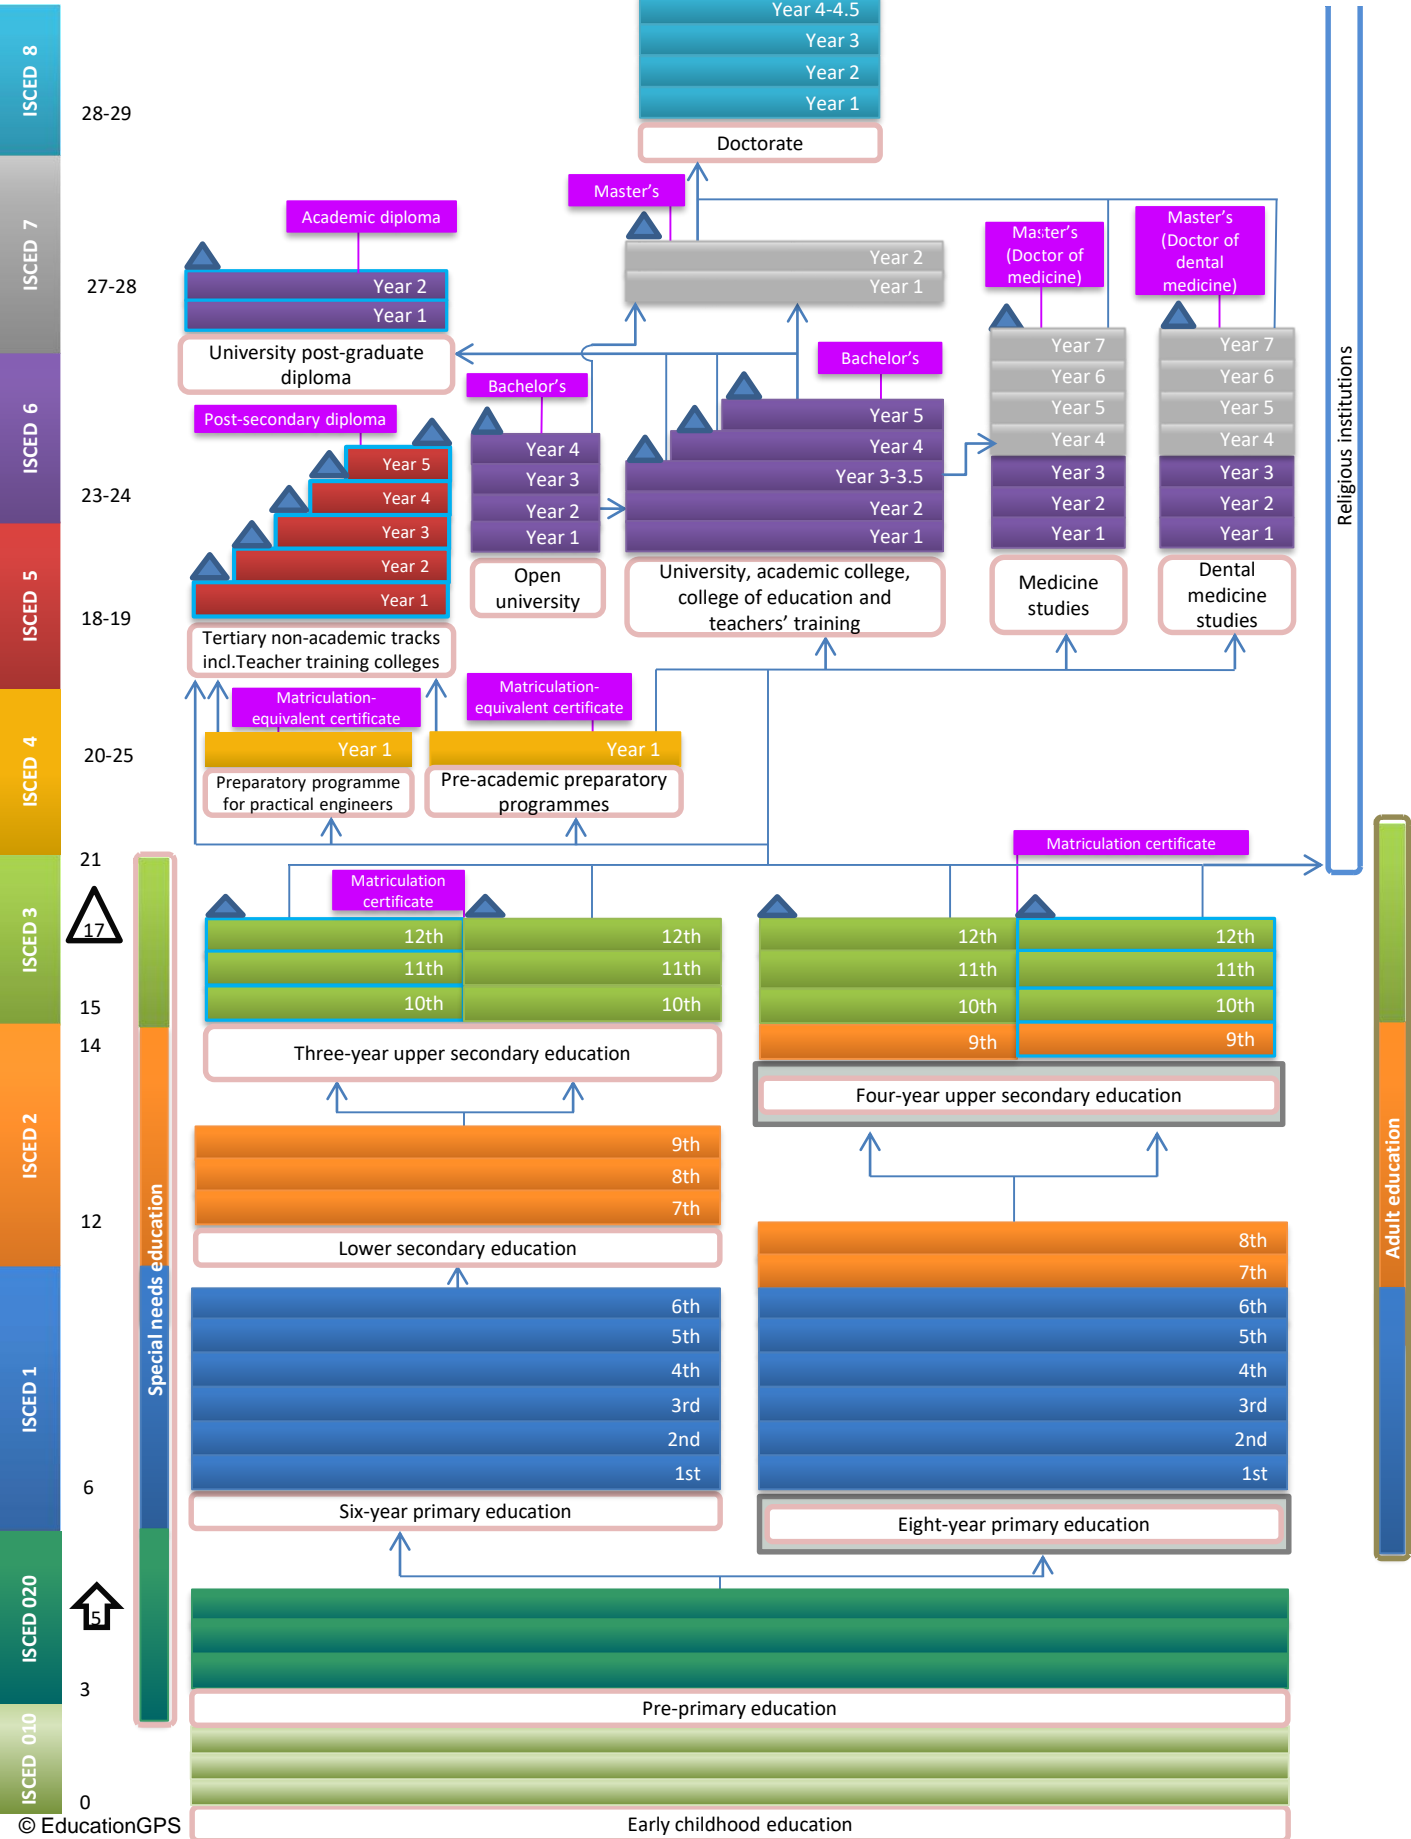 Year 4-4.5
Year 3
Year 2
Year 1
Doctorate
ISCED 8
28-29
Master's
Academic diploma
Master's
(Doctor of
medicine)
Master's
(Doctor of
dental
medicine)
ISCED 7
27-28
Year 2
Year 1
University post-graduate
diploma
Year 2
Year 1
Bachelor's
Bachelor's
Post-secondary diploma
ISCED 6
23-24
Year 5
Year 4
Year 3
Year 2
Year 1
Tertiary non-academic tracks
incl.Teacher training colleges
Year 4
Year 3
Year 2
Year 1
Open
university
Year 5
Year 4
Year 3-3.5
Year 2
Year 1
University, academic college,
college of education and
teachers' training
Year 7
Year 6
Year 5
Year 4
Year 3
Year 2
Year 1
Medicine
studies
Year 7
Year 6
Year 5
Year 4
Year 3
Year 2
Year 1
Dental
medicine
studies
Religious institutions
ISCED 5
18-19
Matriculation-
equivalent certificate
Matriculation-
equivalent certificate
ISCED 4
20-25
Year 1
Preparatory programme
for practical engineers
Year 1
Pre-academic preparatory
programmes
21
Matriculation certificate
Matriculation
certificate
ISCED 3
17
15
12th
11th
10th
12th
11th
10th
Three-year upper secondary education
12th
11th
10th
9th
12th
11th
10th
9th
Four-year upper secondary education
14
ISCED 2
12
9th
8th
7th
Lower secondary education
8th
7th
6th
5th
4th
3rd
2nd
1st
Eight-year primary education
Special needs education
Adult education
ISCED 1
6
6th
5th
4th
3rd
2nd
1st
Six-year primary education
ISCED 020
5
3
Pre-primary education
ISCED 010
0
Early childhood education
© EducationGPS